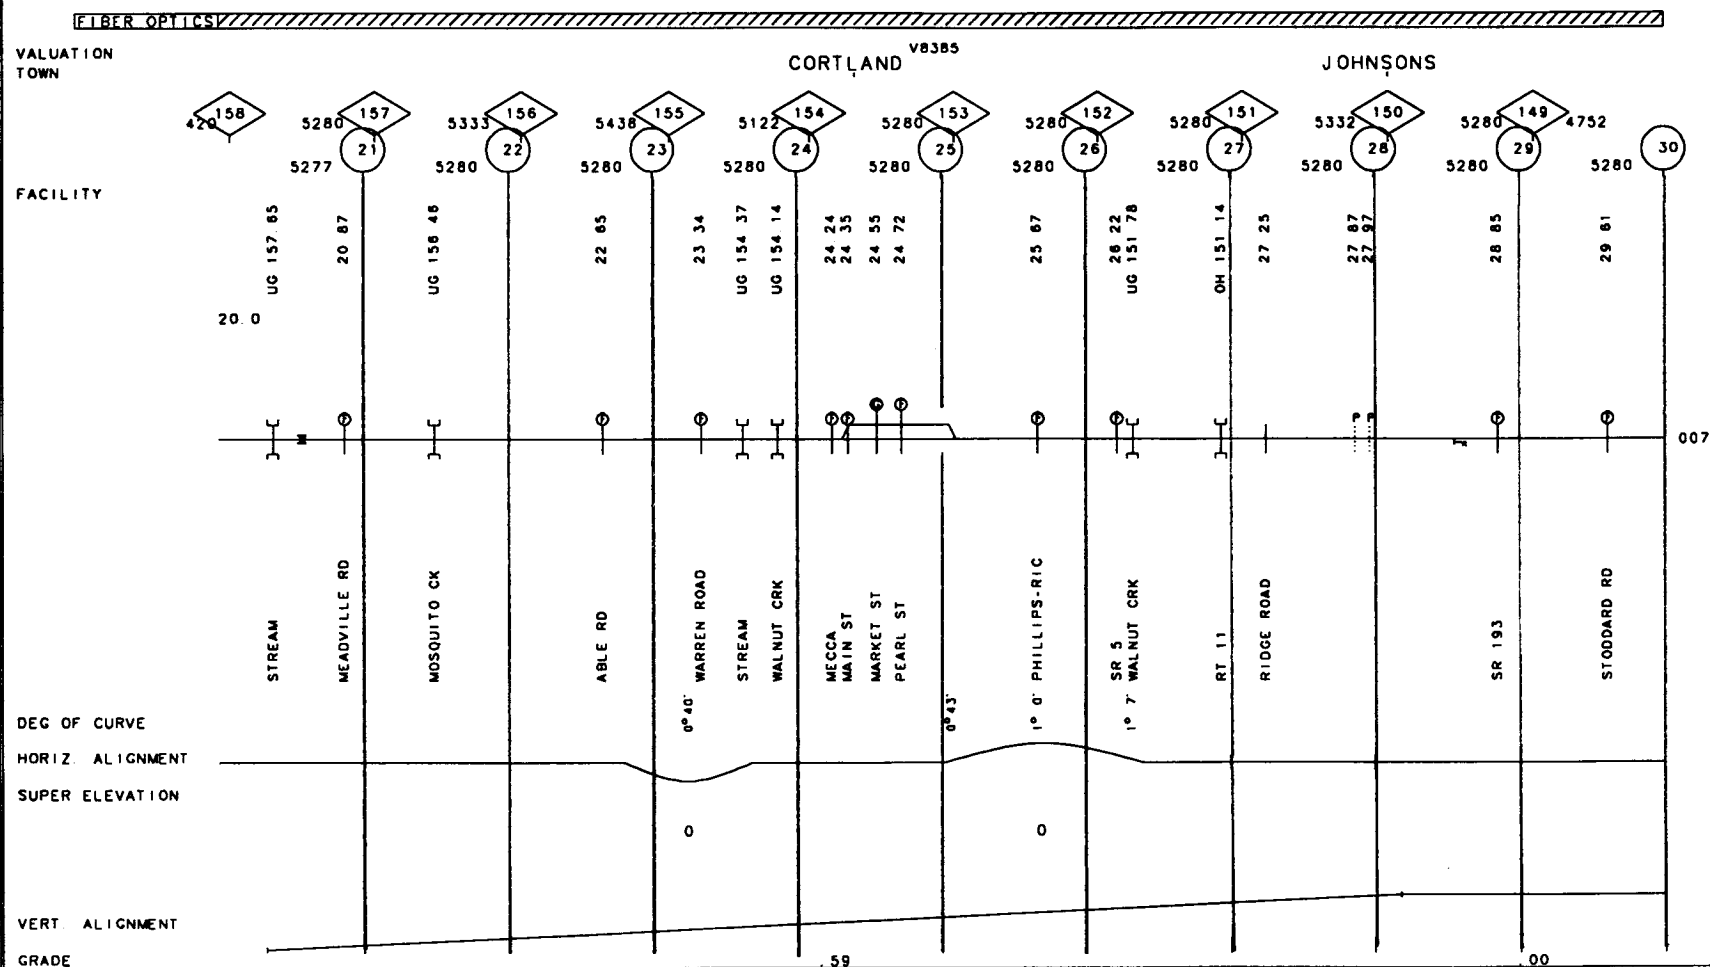 FIBER OPTICS
VALUATION V8385
TOWN CORTLAND JOHNSONS
158 157 156 155 154 153 152 151 150 149
420 5280 5333 5438 5122 5280 5280 5280 5332 5280 4752
21 22 23 24 25 26 27 28 29 30
5277 5280 5280 5280 5280 5280 5280 5280 5280 5280
FACILITY
UG 157.65
20 87
UG 156 46
22 65
23 34
UG 154 37
UG 154.14
24 24
24 35
24 55
24 72
25 67
26 22
UG 151 78
OH 151 14
27 25
27 87
27 97
28 85
29 61
20.0
P P
007
STREAM
MEADVILLE RD
MOSQUITO CK
ABLE RD
WARREN ROAD
STREAM
WALNUT CRK
MECCA
MAIN ST
MARKET ST
PEARL ST
PHILLIPS-RIC
SR 5
WALNUT CRK
RT 11
RIDGE ROAD
SR 193
STODDARD RD
DEG OF CURVE 0°40' 0°43' 1° 0' 1° 7'
HORIZ. ALIGNMENT
SUPER ELEVATION
0 0
VERT. ALIGNMENT
GRADE .59 .00